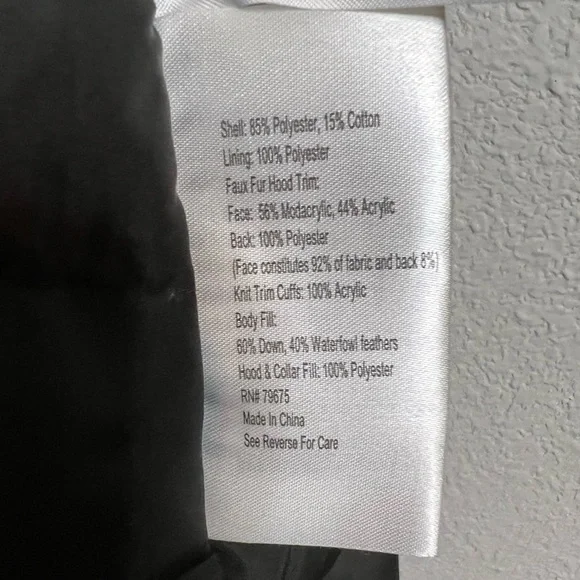 Shell: 85% Polyester, 15% Cotton
Lining: 100% Polyester
Faux Fur Hood Trim:
Face: 56% Modacrylic, 44% Acrylic
Back: 100% Polyester
(Face constitutes 92% of fabric and back 8%)
Knit Trim Cuffs: 100% Acrylic
Body Fill:
60% Down, 40% Waterfowl feathers
Hood & Collar Fill: 100% Polyester
RN# 79675
Made In China
See Reverse For Care